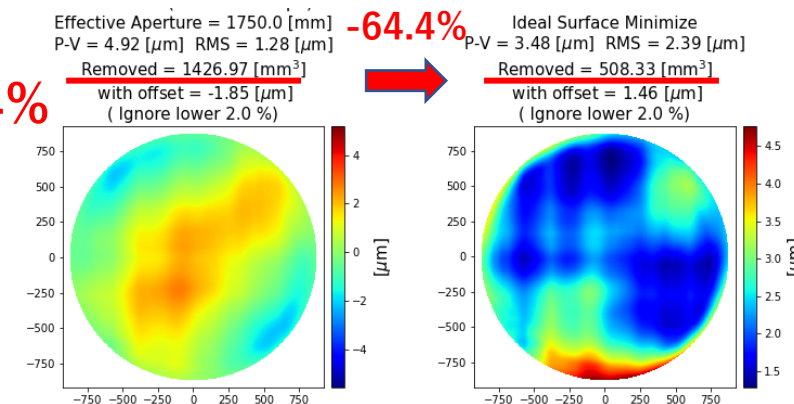 Effective Aperture = 1750.0 [mm]
P-V = 4.92 [μm] RMS = 1.28 [μm]
Removed = 1426.97 [mm³]
with offset = -1.85 [μm]
( Ignore lower 2.0 %)
%
-64.4%
Ideal Surface Minimize
P-V = 3.48 [μm] RMS = 2.39 [μm]
Removed = 508.33 [mm³]
with offset = 1.46 [μm]
( Ignore lower 2.0 %)
750
500
250
0
−250
−500
−750
−750 −500 −250 0 250 500 750
4
2
0
−2
−4
[μm]
750
500
250
0
−250
−500
−750
−750 −500 −250 0 250 500 750
4.5
4.0
3.5
3.0
2.5
2.0
1.5
[μm]